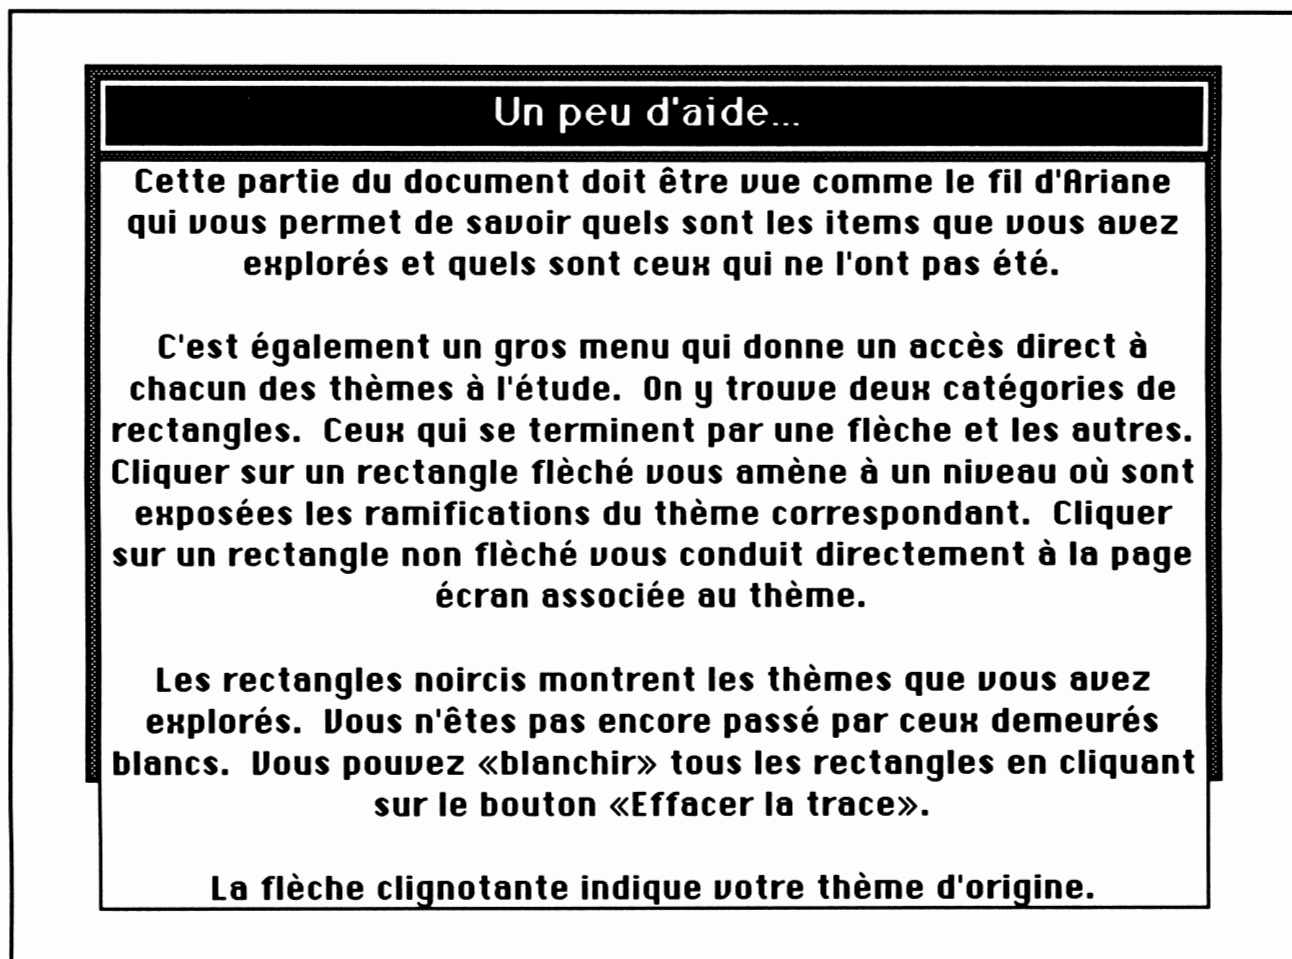 Un peu d'aide...
Cette partie du document doit être vue comme le fil d'Ariane
qui vous permet de savoir quels sont les items que vous avez
explorés et quels sont ceux qui ne l'ont pas été.
C'est également un gros menu qui donne un accès direct à
chacun des thèmes à l'étude.  On y trouve deux catégories de
rectangles.  Ceux qui se terminent par une flèche et les autres.
Cliquer sur un rectangle flèché vous amène à un niveau où sont
exposées les ramifications du thème correspondant.  Cliquer
sur un rectangle non flèché vous conduit directement à la page
écran associée au thème.
Les rectangles noircis montrent les thèmes que vous avez
explorés.  Vous n'êtes pas encore passé par ceux demeurés
blancs.  Vous pouvez «blanchir» tous les rectangles en cliquant
sur le bouton «Effacer la trace».
La flèche clignotante indique votre thème d'origine.